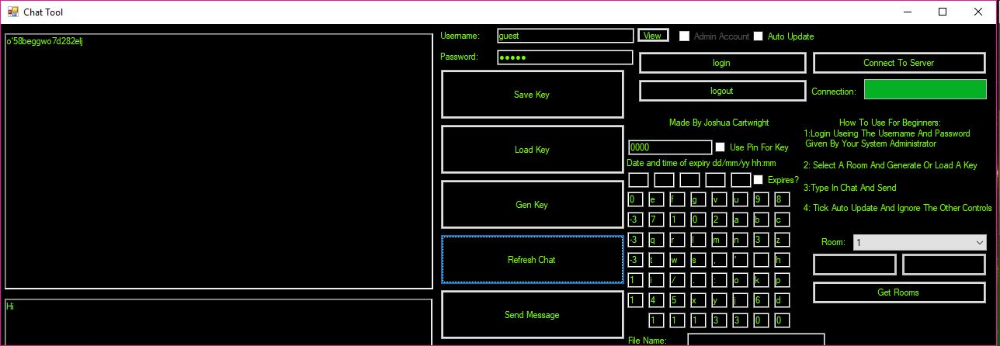 Chat Tool
o'58beggwo7d282elj
Hi
Username: guest View Admin Account Auto Update
Password: ●●●●●
login Connect To Server
logout Connection:
Save Key
Load Key
Gen Key
Refresh Chat
Send Message
Made By Joshua Cartwright
0000 Use Pin For Key
Date and time of expiry dd/mm/yy hh:mm
Expires?
0 e f g v u 9 8
-3 7 1 0 2 a b c
-3 q r l m n 3 z
-3 t w s , ' h
1 i / . : o k p
1 4 5 x y j 6 d
1 1 1 3 3 0 0
File Name:
How To Use For Beginners:
1:Login Useing The Username And Password
Given By Your System Administrator
2: Select A Room And Generate Or Load A Key
3:Type In Chat And Send
4: Tick Auto Update And Ignore The Other Controls
Room: 1
Get Rooms